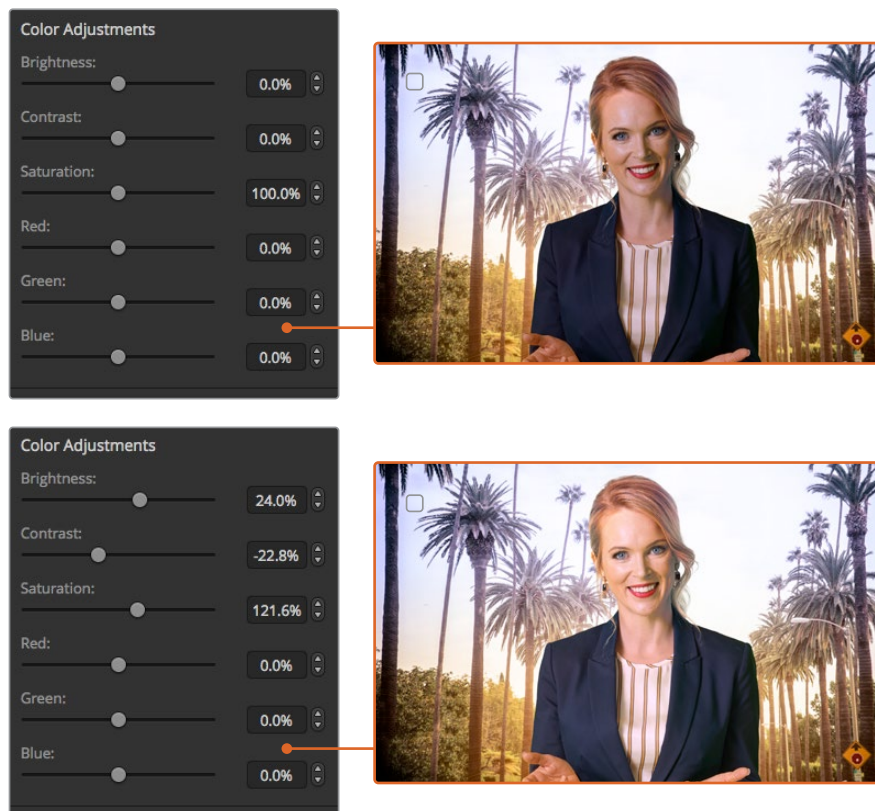 Color Adjustments
Brightness:
0.0%
Contrast:
0.0%
Saturation:
100.0%
Red:
0.0%
Green:
0.0%
Blue:
0.0%
Color Adjustments
Brightness:
24.0%
Contrast:
-22.8%
Saturation:
121.6%
Red:
0.0%
Green:
0.0%
Blue:
0.0%